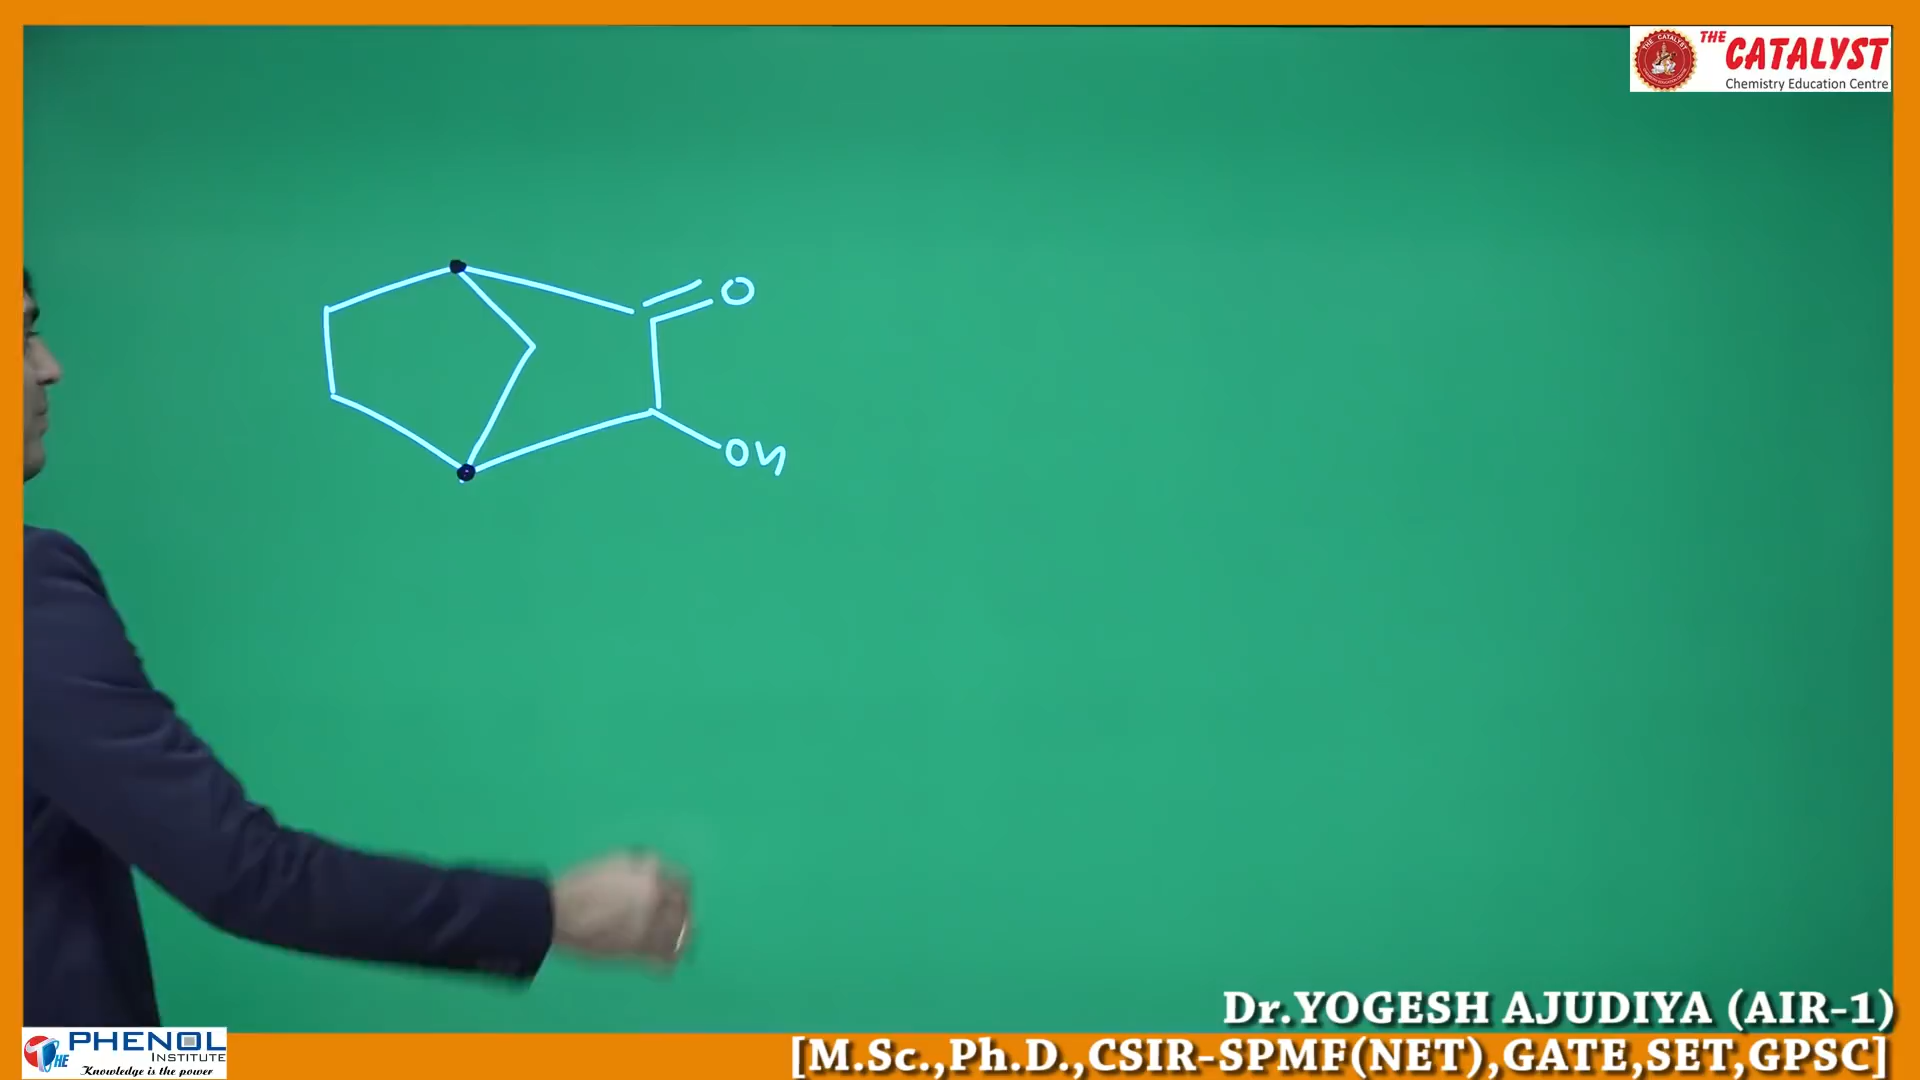 THE
CATALYST
Chemistry Education Centre
O
OH
Dr.YOGESH AJUDIYA (AIR-1)
[M.Sc.,Ph.D.,CSIR-SPMF(NET),GATE,SET,GPSC]
THE PHENOL
INSTITUTE
Knowledge is the power